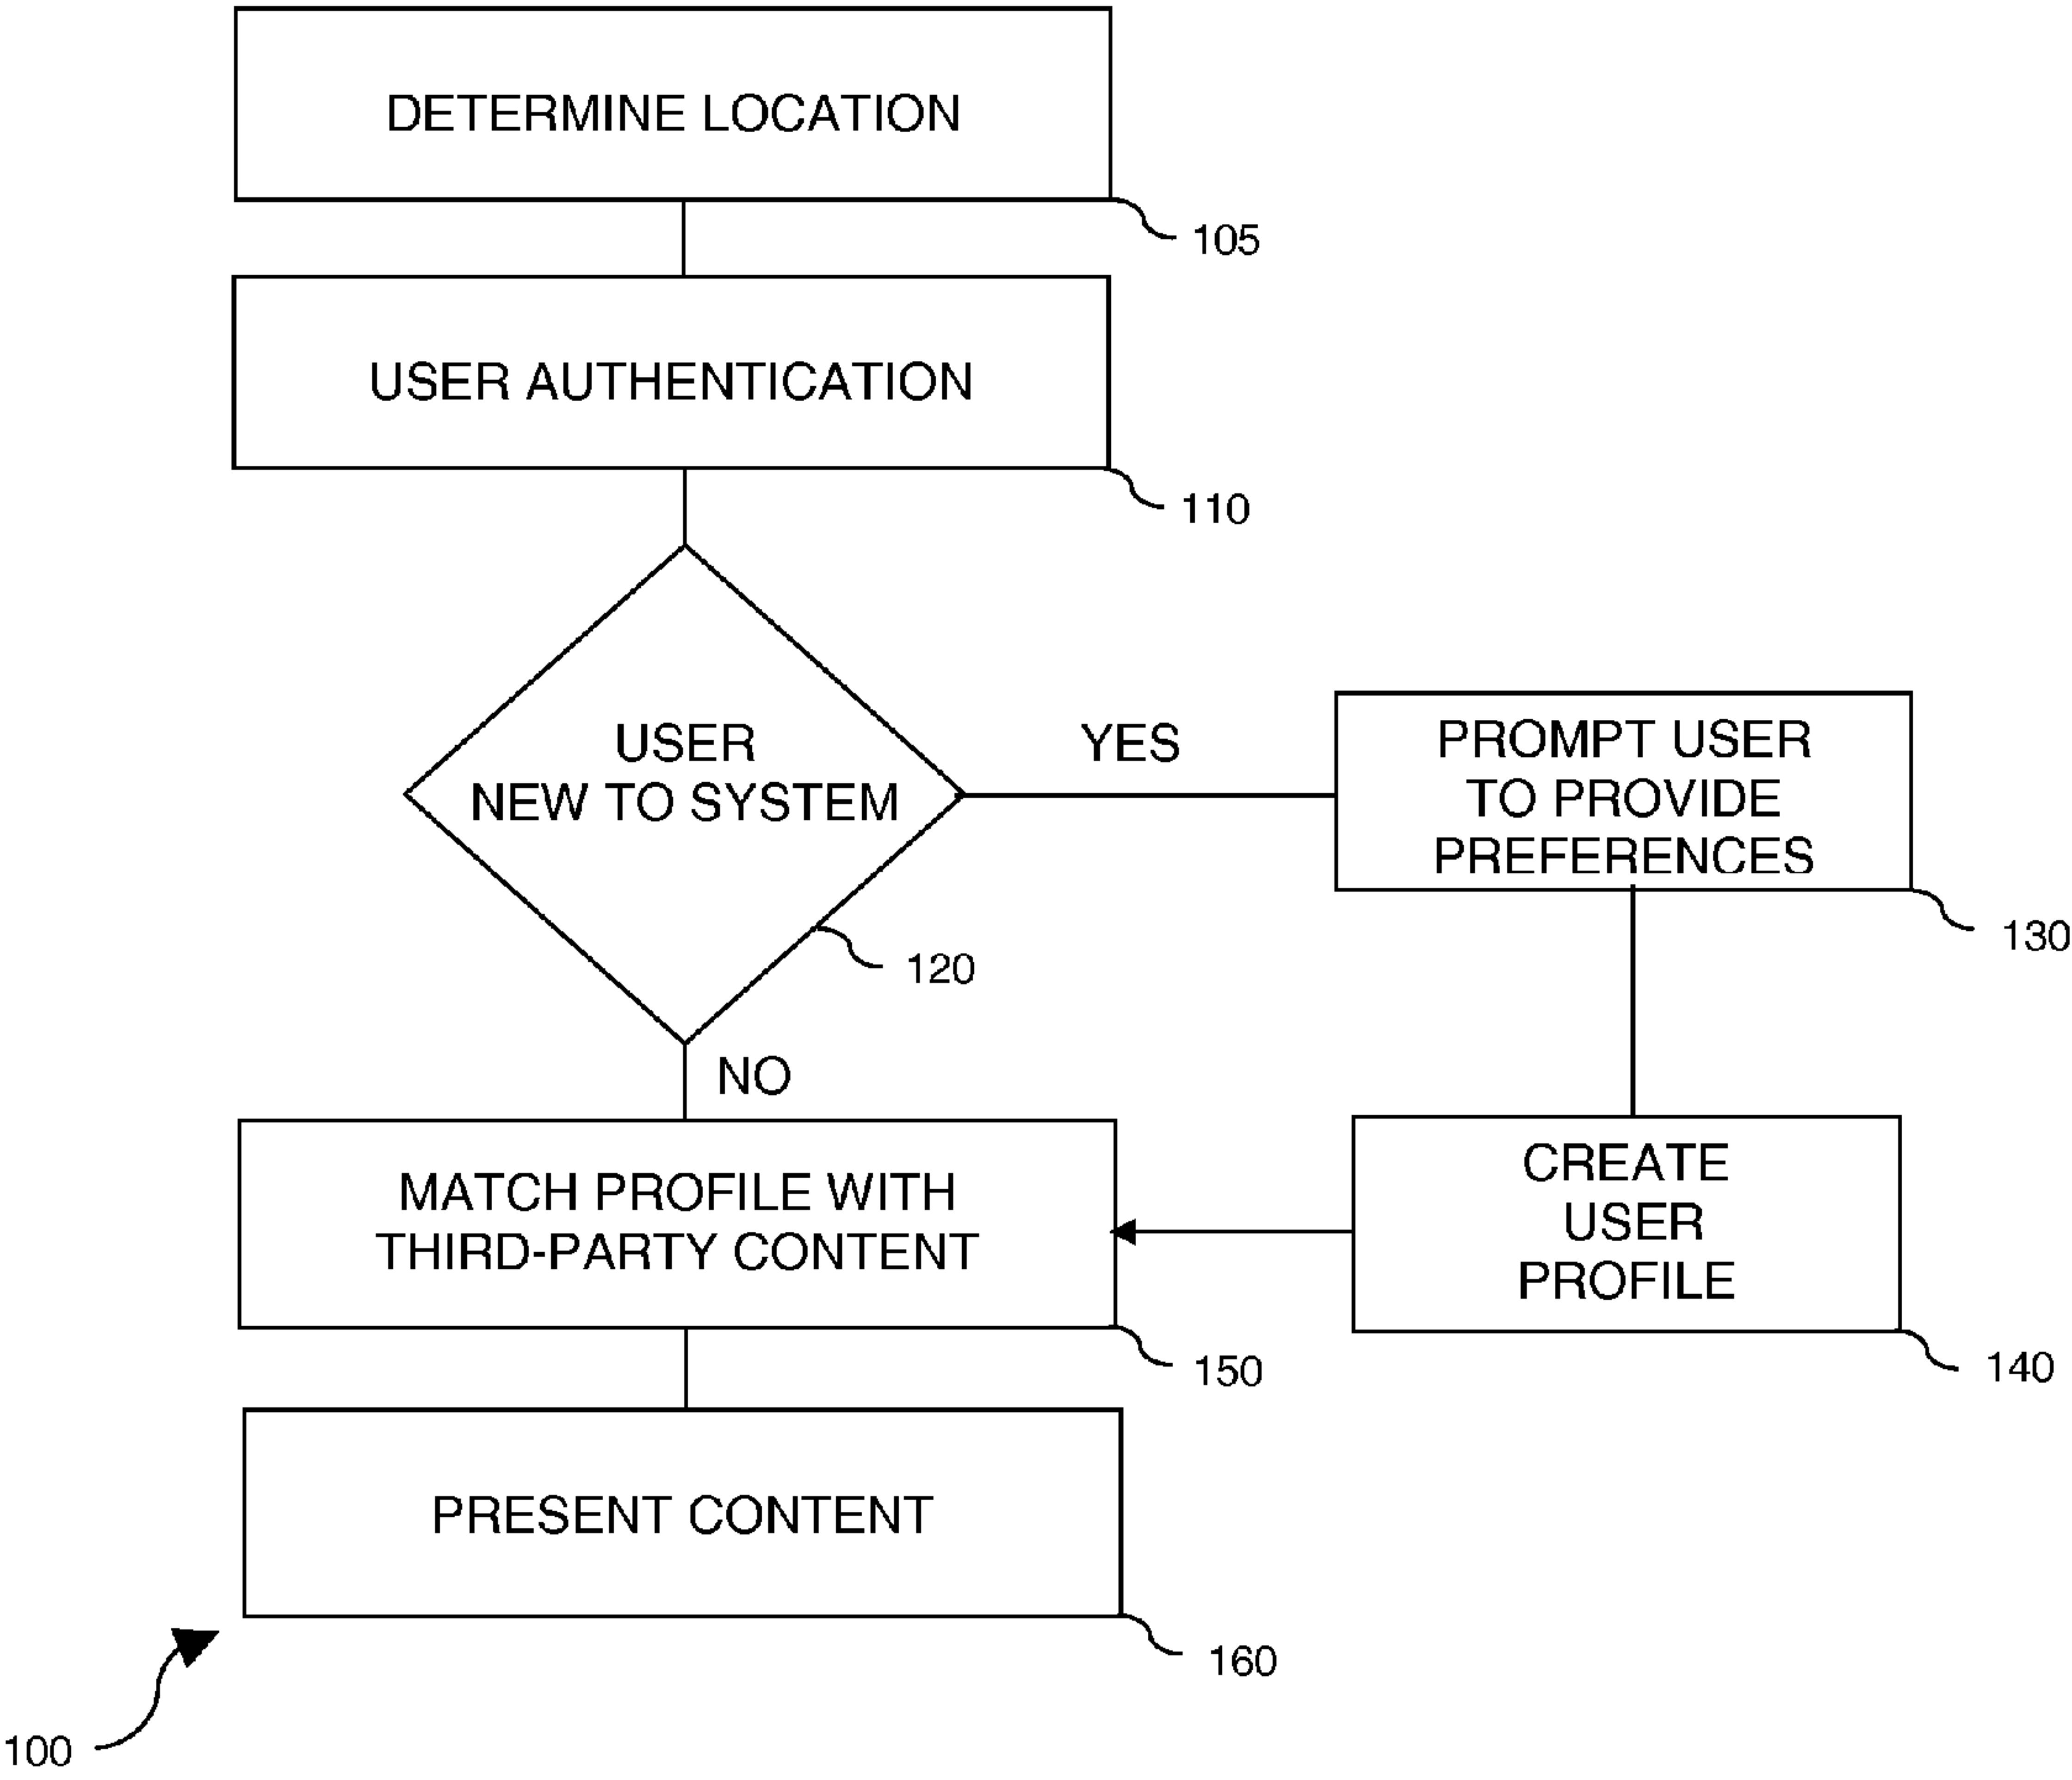 DETERMINE LOCATION
105
USER AUTHENTICATION
110
USER
NEW TO SYSTEM
120
YES
PROMPT USER
TO PROVIDE
PREFERENCES
130
NO
MATCH PROFILE WITH
THIRD-PARTY CONTENT
150
CREATE
USER
PROFILE
140
PRESENT CONTENT
160
100